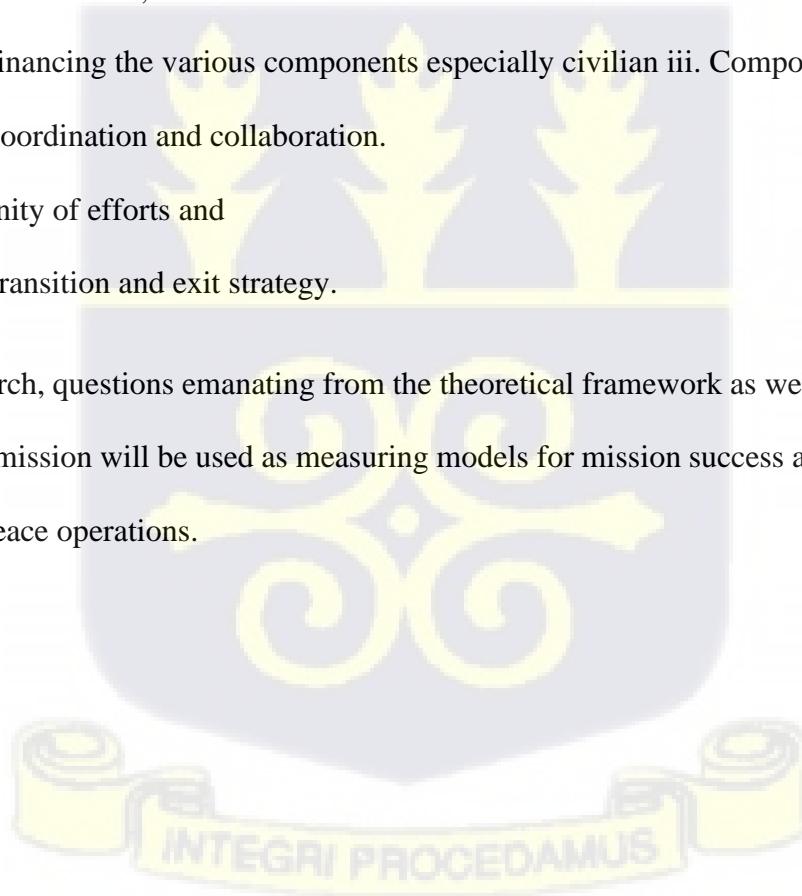 inancing the various components especially civilian iii. Compo
oordination and collaboration.
nity of efforts and
ransition and exit strategy.
rch, questions emanating from the theoretical framework as we
mission will be used as measuring models for mission success a
eace operations.
INTEGRI PROCEDAMUS